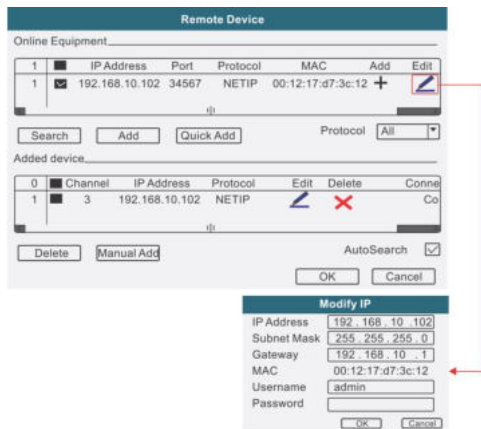 Remote Device
Online Equipment
1 IP Address Port Protocol MAC Add Edit
1 192.168.10.102 34567 NETIP 00:12:17:d7:3c:12
Search Add Quick Add Protocol All
Added device
0 Channel IP Address Protocol Edit Delete Conne
1 3 192.168.10.102 NETIP Co
Delete Manual Add AutoSearch
OK Cancel
Modify IP
IP Address 192 . 168 . 10 . 102
Subnet Mask 255 . 255 . 255 . 0
Gateway 192 . 168 . 10 . 1
MAC 00:12:17:d7:3c:12
Username admin
Password
OK Cancel